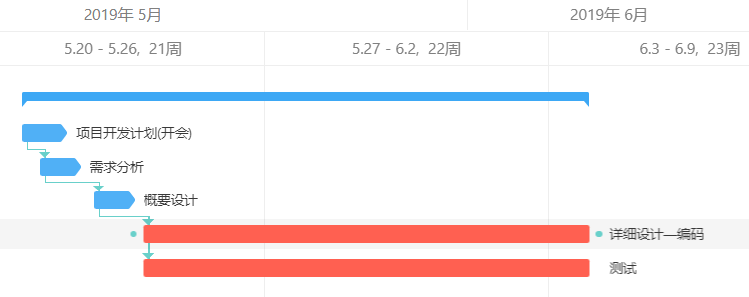 2019年 5月 2019年 6月
5.20 - 5.26, 21周 5.27 - 6.2, 22周 6.3 - 6.9, 23周
项目开发计划(开会)
需求分析
概要设计
详细设计—编码
测试